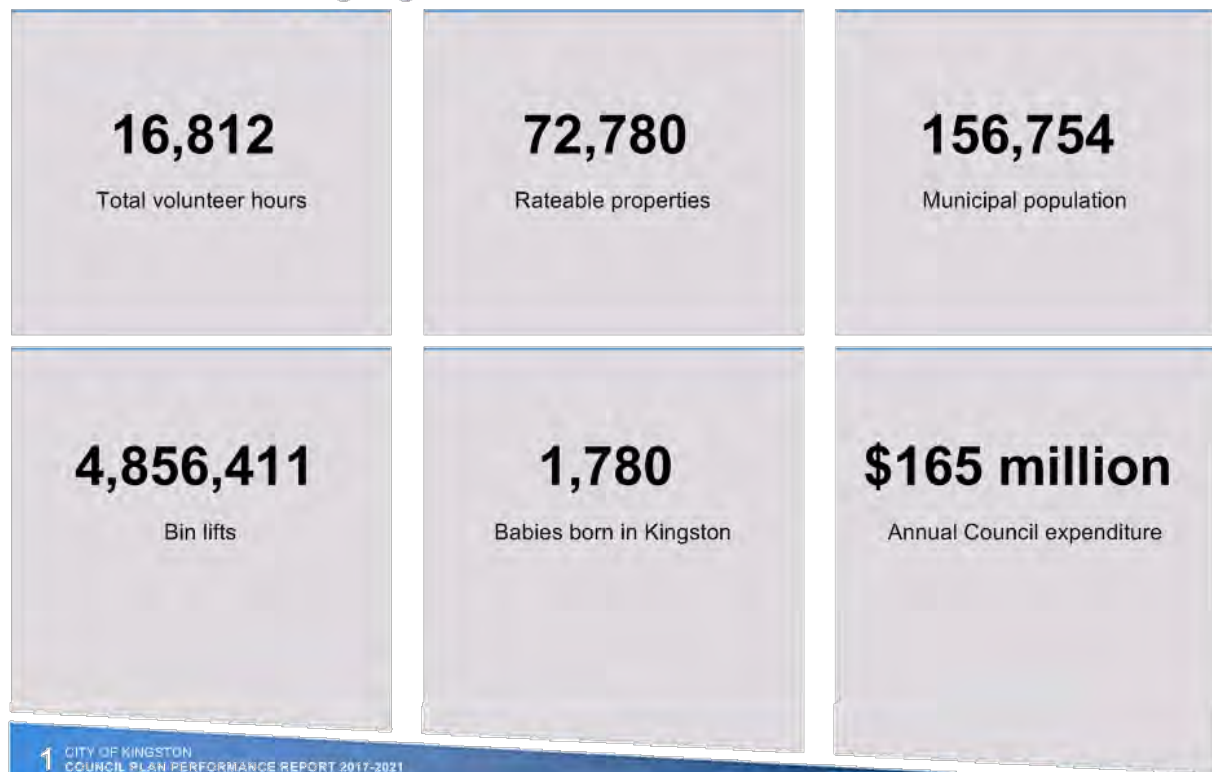 16,812
Total volunteer hours
72,780
Rateable properties
156,754
Municipal population
4,856,411
Bin lifts
1,780
Babies born in Kingston
$165 million
Annual Council expenditure
1 CITY OF KINGSTON
COUNCIL PLAN PERFORMANCE REPORT 2017-2021